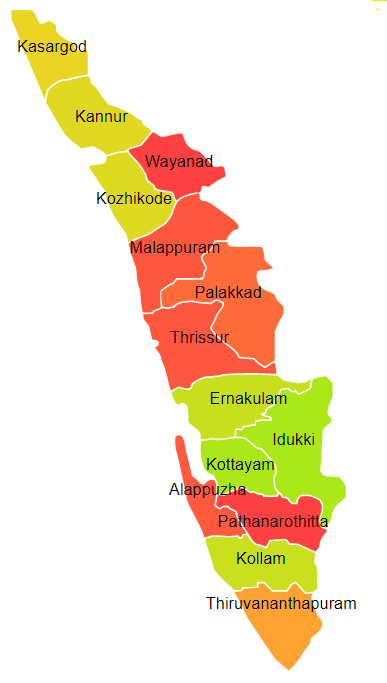 Kasargod
Kannur
Wayanad
Kozhikode
Malappuram
Palakkad
Thrissur
Ernakulam
Idukki
Kottayam
Alappuzha
Pathanarothitta
Kollam
Thiruvananthapuram